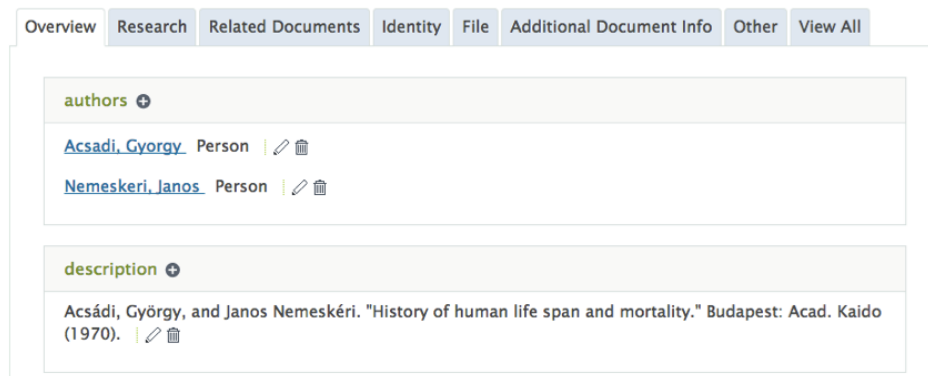 Overview Research Related Documents Identity File Additional Document Info Other View All
authors
Acsadi, Gyorgy Person
Nemeskeri, Janos Person
description
Acsádi, György, and Janos Nemeskéri. "History of human life span and mortality." Budapest: Acad. Kaido
(1970).